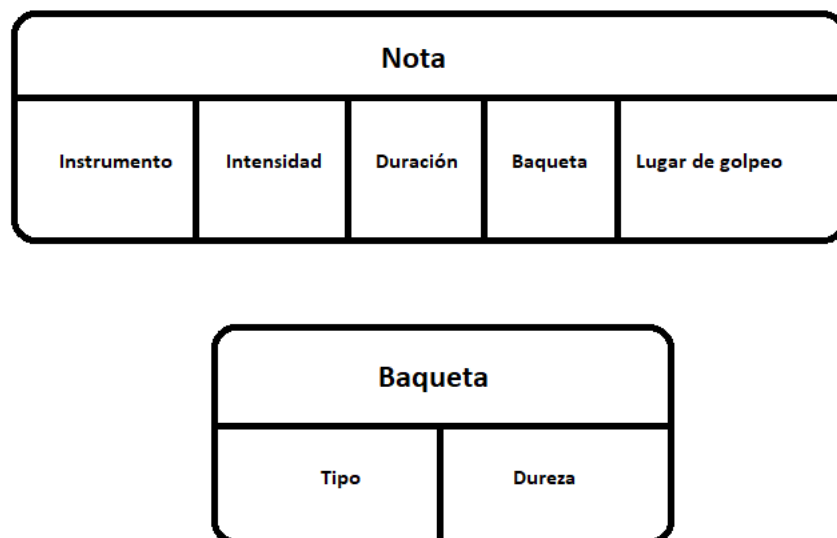 Nota
Instrumento Intensidad Duración Baqueta Lugar de golpeo
Baqueta
Tipo Dureza